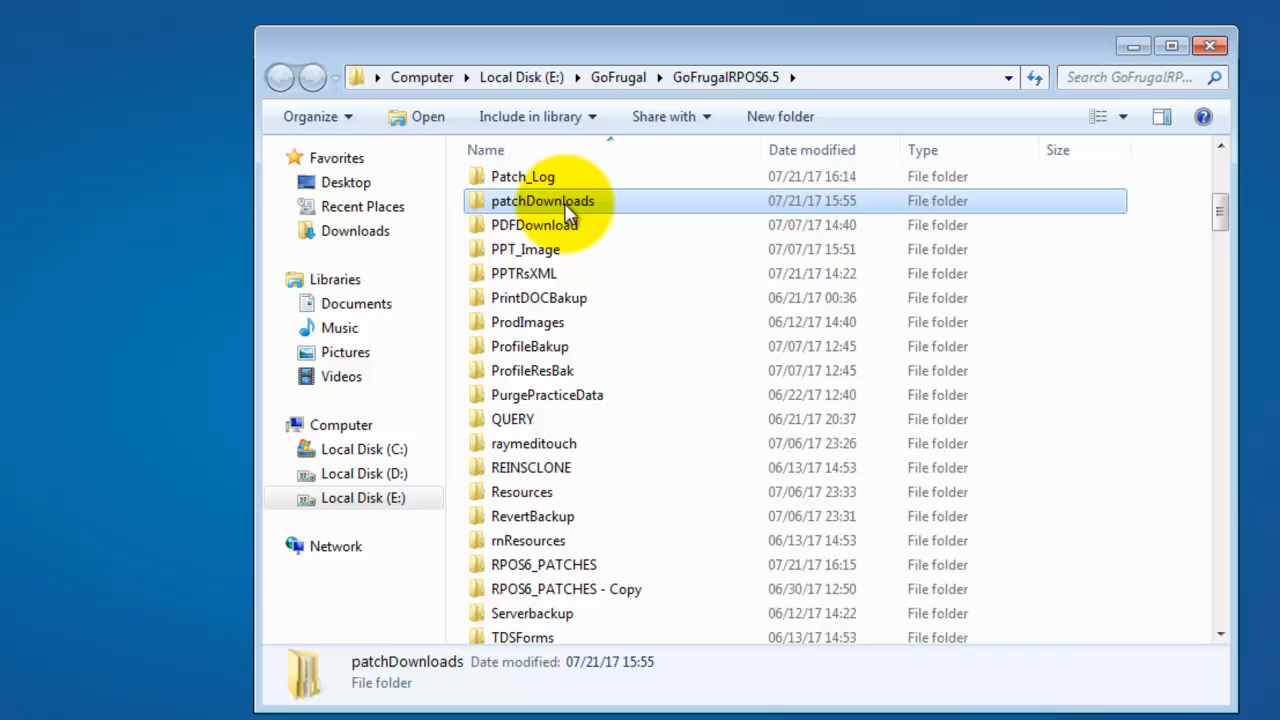 Computer Local Disk (E:) GoFrugal GoFrugalRPOS6.5 Search GoFrugalRP...
Organize Open Include in library Share with New folder
Name Date modified Type Size
Favorites
Desktop
Recent Places
Downloads
Libraries
Documents
Music
Pictures
Videos
Computer
Local Disk (C:)
Local Disk (D:)
Local Disk (E:)
Network
Patch_Log 07/21/17 16:14 File folder
patchDownloads 07/21/17 15:55 File folder
PDFDownload 07/07/17 14:40 File folder
PPT_Image 07/07/17 15:51 File folder
PPTRsXML 07/21/17 14:22 File folder
PrintDOCBakup 06/21/17 00:36 File folder
ProdImages 06/12/17 14:40 File folder
ProfileBakup 07/07/17 12:45 File folder
ProfileResBak 07/07/17 12:45 File folder
PurgePracticeData 06/22/17 12:40 File folder
QUERY 06/21/17 20:37 File folder
raymeditouch 07/06/17 23:26 File folder
REINSCLONE 06/13/17 14:53 File folder
Resources 07/06/17 23:33 File folder
RevertBackup 07/06/17 23:31 File folder
rnResources 06/13/17 14:53 File folder
RPOS6_PATCHES 07/21/17 16:15 File folder
RPOS6_PATCHES - Copy 06/30/17 12:50 File folder
Serverbackup 06/12/17 14:22 File folder
TDSForms 06/13/17 14:53 File folder
patchDownloads Date modified: 07/21/17 15:55
File folder